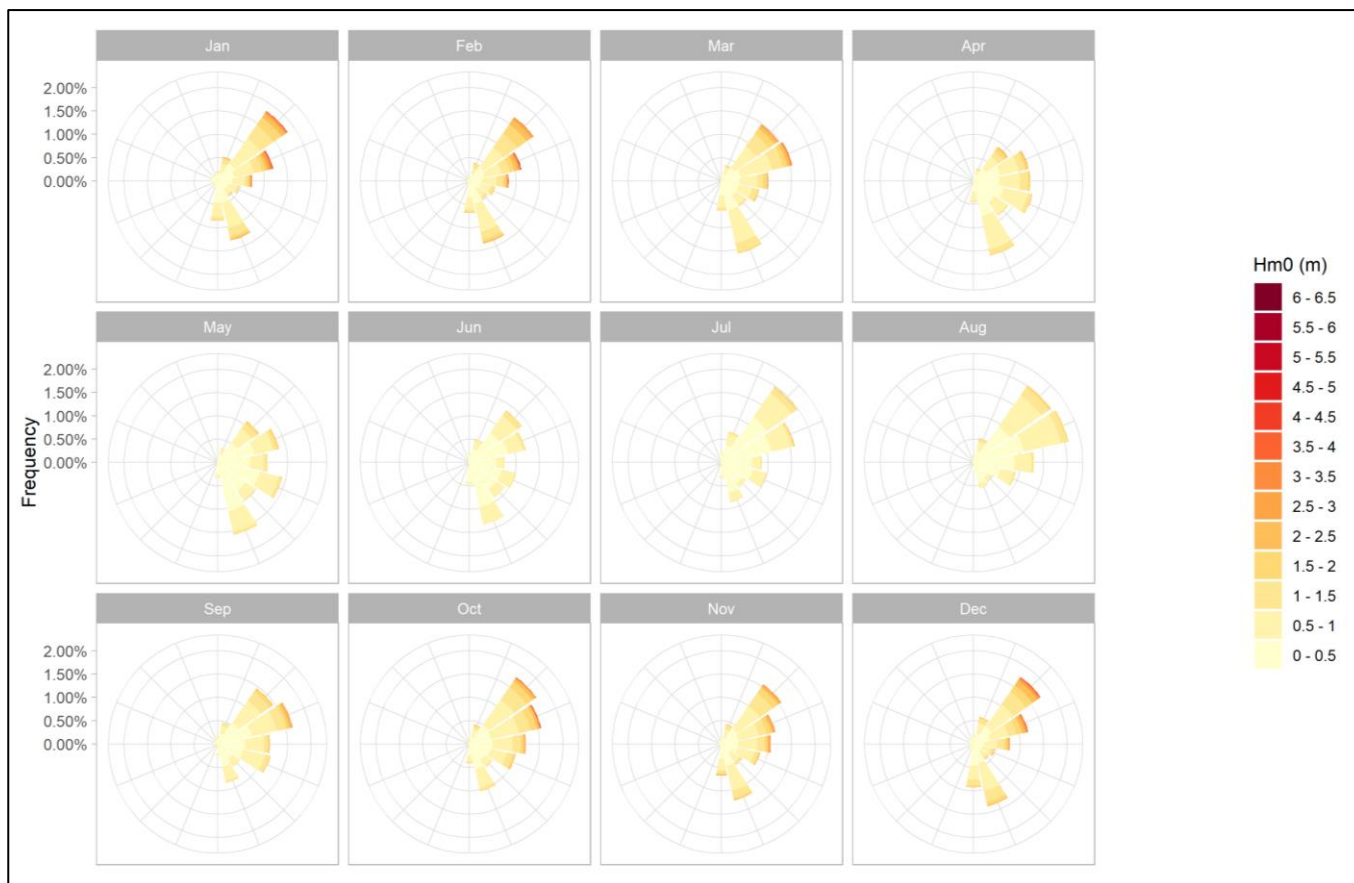 Jan Feb Mar Apr
2.00%
1.50%
1.00%
0.50%
0.00%
May Jun Jul Aug
2.00%
1.50%
1.00%
0.50%
0.00%
Frequency
Sep Oct Nov Dec
2.00%
1.50%
1.00%
0.50%
0.00%
Hm0 (m)
6 - 6.5
5.5 - 6
5 - 5.5
4.5 - 5
4 - 4.5
3.5 - 4
3 - 3.5
2.5 - 3
2 - 2.5
1.5 - 2
1 - 1.5
0.5 - 1
0 - 0.5